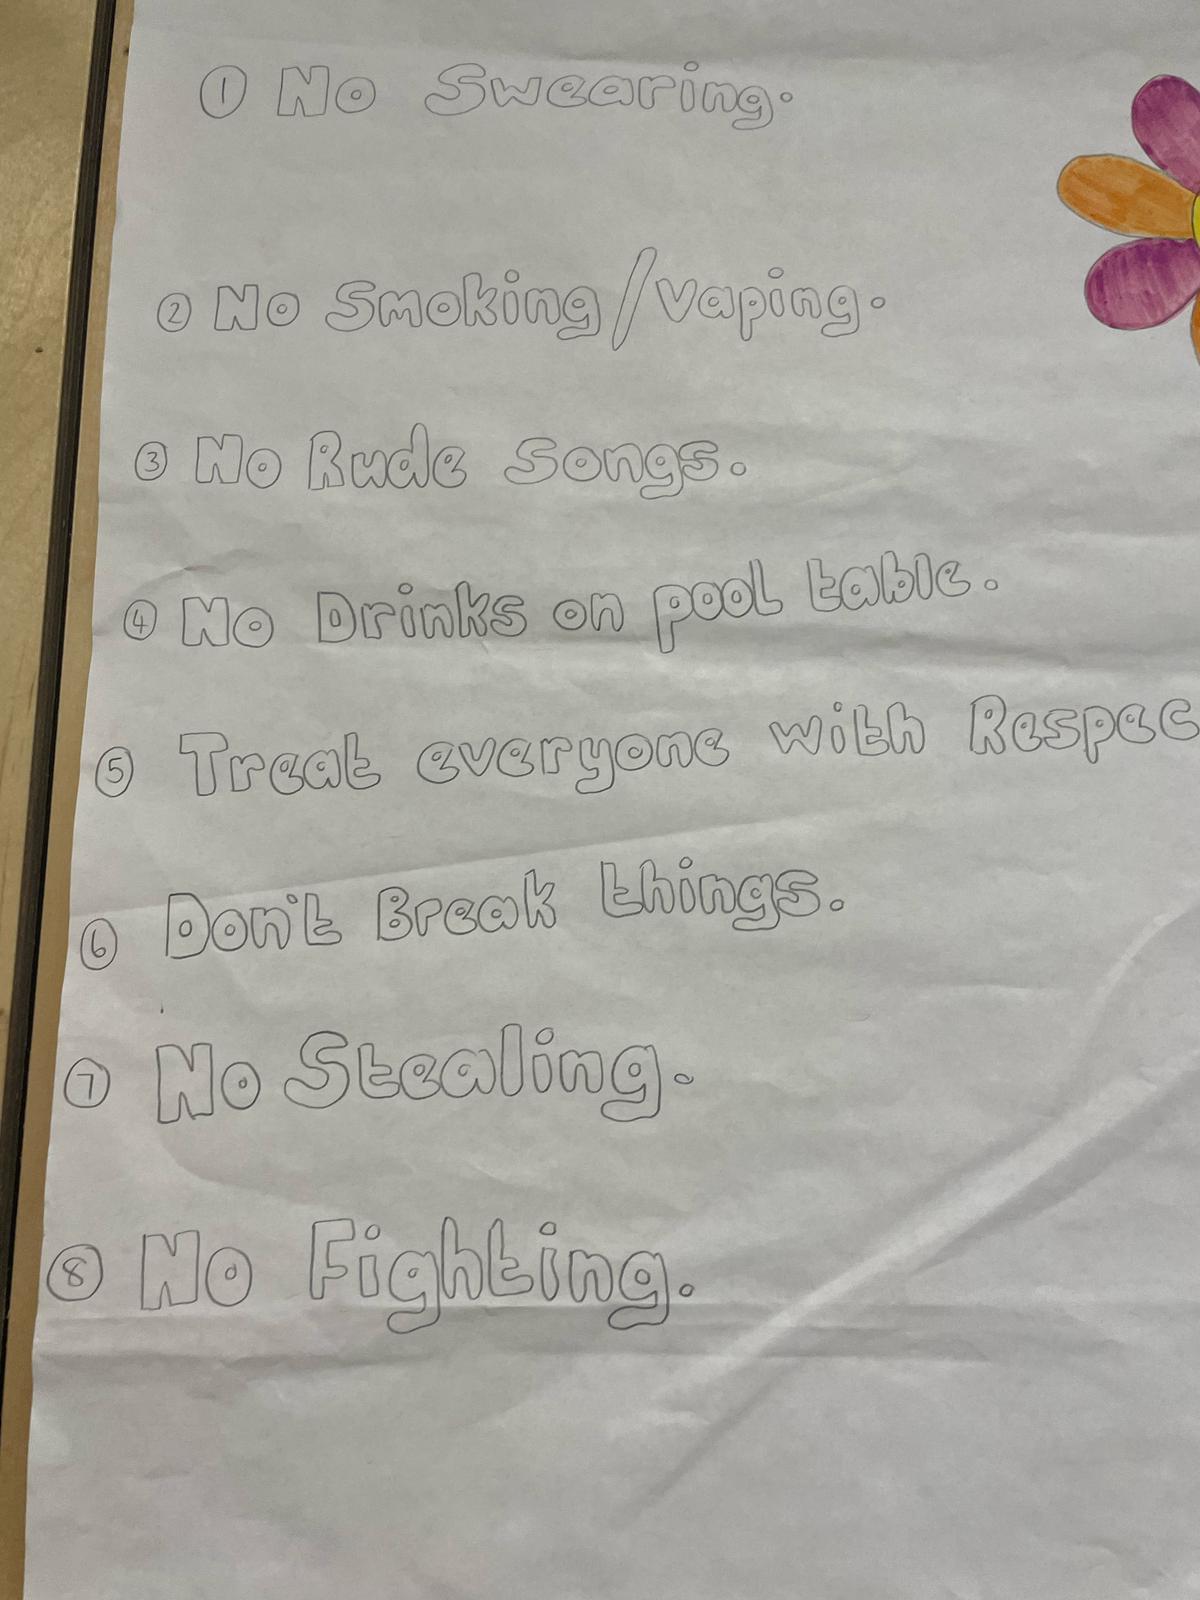 ① No Swearing.
② No Smoking/Vaping.
③ No Rude Songs.
④ No Drinks on pool table.
⑤ Treat everyone with Respec
⑥ Don't Break things.
⑦ No Stealing.
⑧ No Fighting.